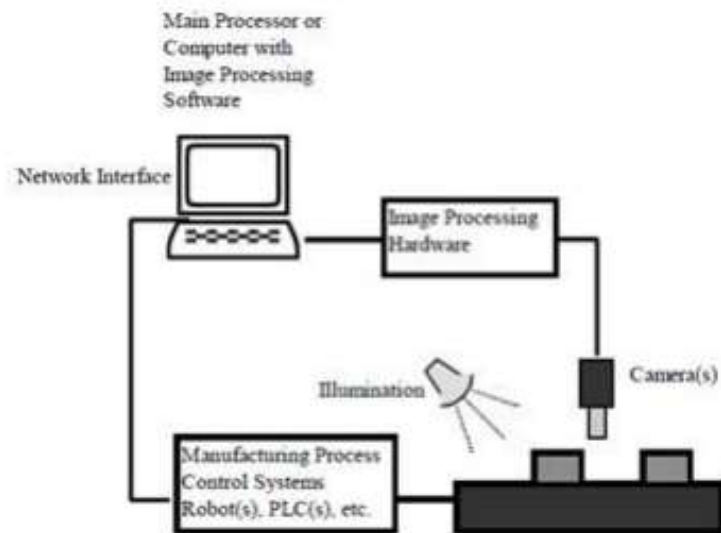 Main Processor or
Computer with
Image Processing
Software
Network Interface
Image Processing
Hardware
Illumination
Camera(s)
Manufacturing Process
Control Systems
Robot(s), PLC(s), etc.